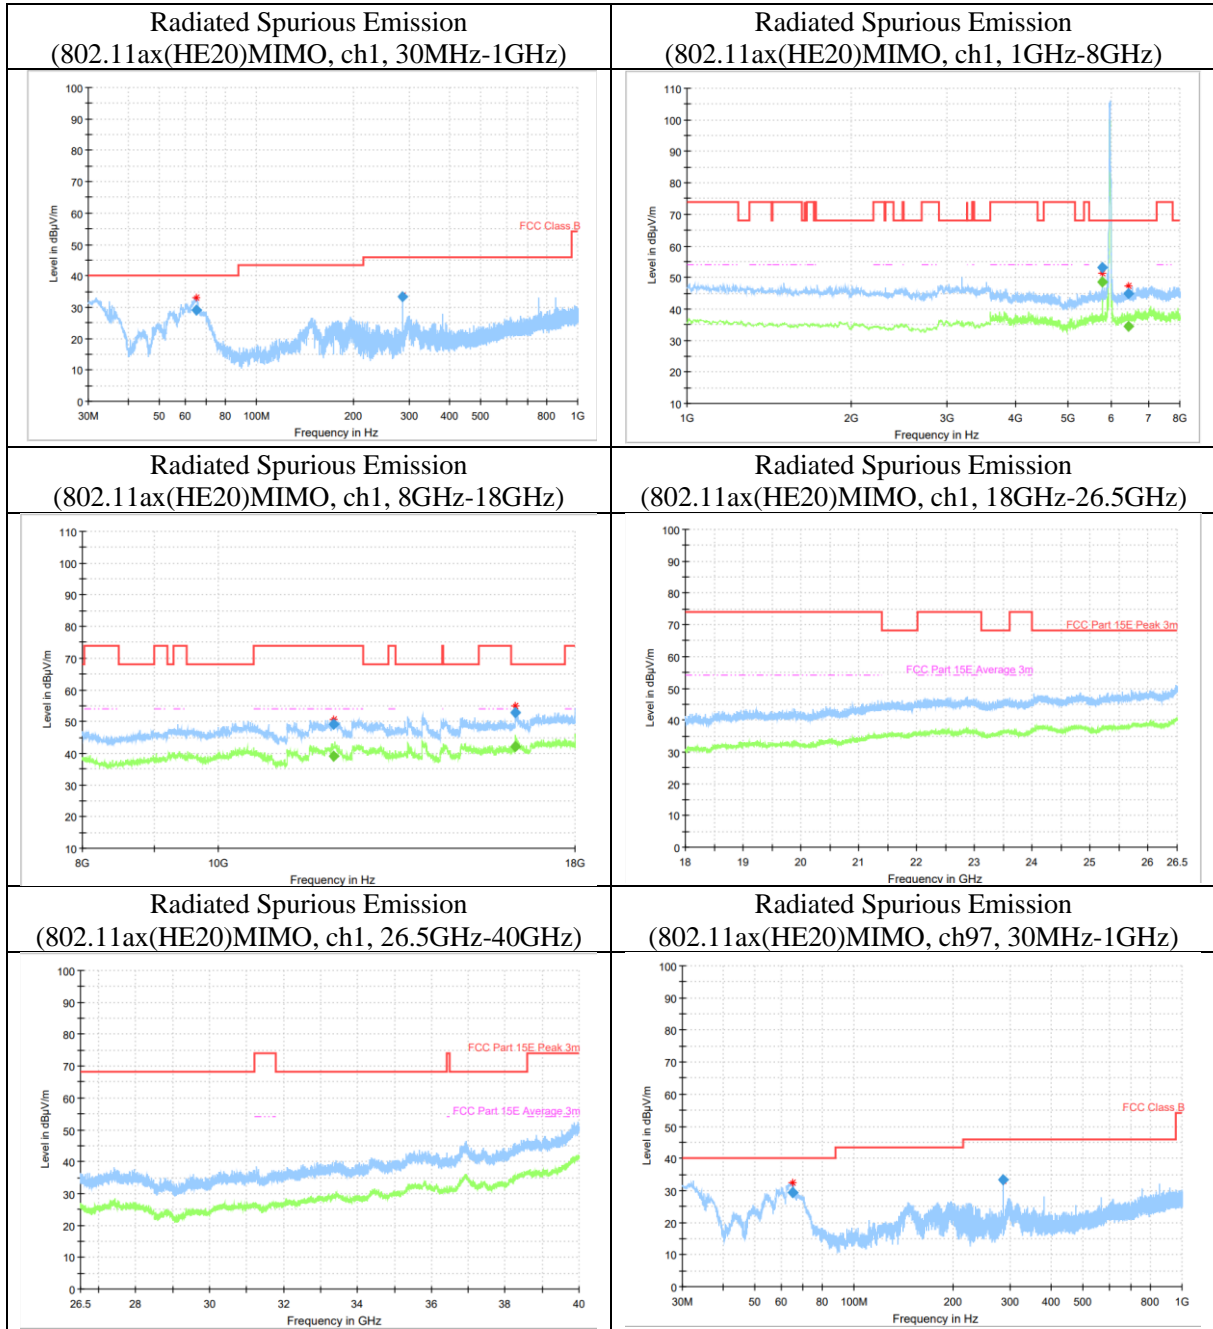 Radiated Spurious Emission
(802.11ax(HE20)MIMO, ch1, 30MHz-1GHz)
Radiated Spurious Emission
(802.11ax(HE20)MIMO, ch1, 1GHz-8GHz)
100
90
80
70
60
50
40
30
20
10
0
Level in dBµV/m
FCC Class B
30M 50 60 80 100M 200 300 400 500 800 1G
Frequency in Hz
110
100
90
80
70
60
50
40
30
20
10
Level in dBµV/m
1G 2G 3G 4G 5G 6 7 8G
Frequency in Hz
Radiated Spurious Emission
(802.11ax(HE20)MIMO, ch1, 8GHz-18GHz)
Radiated Spurious Emission
(802.11ax(HE20)MIMO, ch1, 18GHz-26.5GHz)
110
100
90
80
70
60
50
40
30
20
10
Level in dBµV/m
8G 10G 18G
Frequency in Hz
100
90
80
70
60
50
40
30
20
10
0
Level in dBµV/m
FCC Part 15E Peak 3m
FCC Part 15E Average 3m
18 19 20 21 22 23 24 25 26 26.5
Frequency in GHz
Radiated Spurious Emission
(802.11ax(HE20)MIMO, ch1, 26.5GHz-40GHz)
Radiated Spurious Emission
(802.11ax(HE20)MIMO, ch97, 30MHz-1GHz)
100
90
80
70
60
50
40
30
20
10
0
Level in dBµV/m
FCC Part 15E Peak 3m
FCC Part 15E Average 3m
26.5 28 30 32 34 36 38 40
Frequency in GHz
100
90
80
70
60
50
40
30
20
10
0
Level in dBµV/m
FCC Class B
30M 50 60 80 100M 200 300 400 500 800 1G
Frequency in Hz